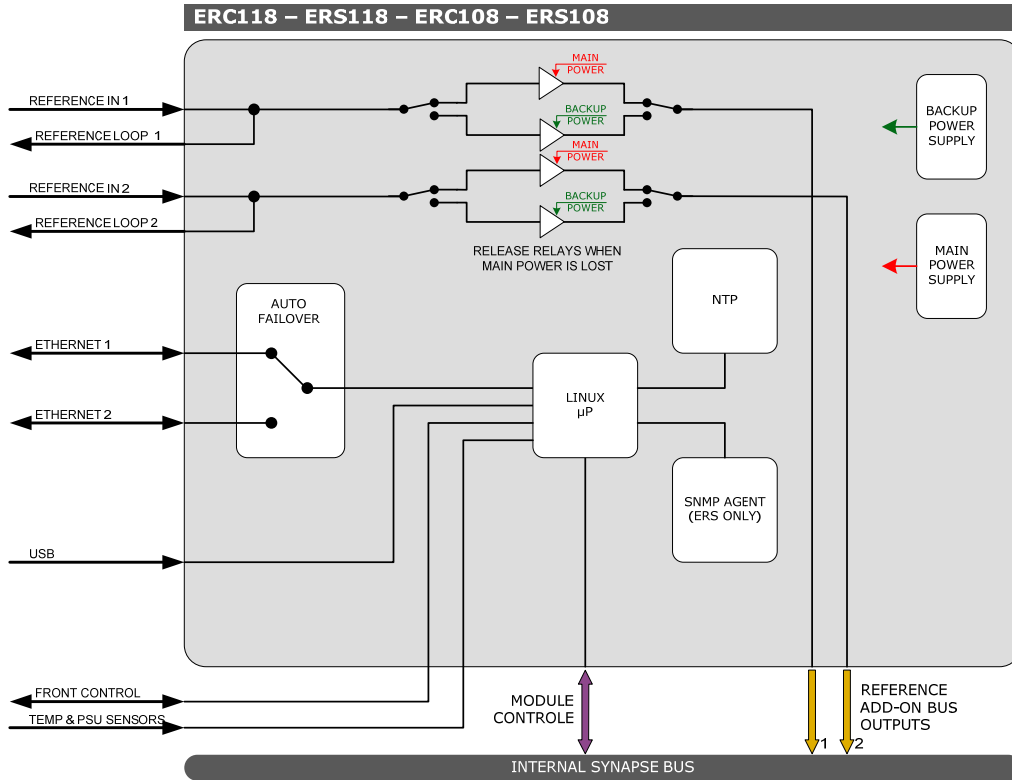 ERC118 – ERS118 – ERC108 – ERS108
MAIN
POWER
REFERENCE IN 1
REFERENCE LOOP 1
BACKUP
POWER
BACKUP
POWER
SUPPLY
MAIN
POWER
REFERENCE IN 2
REFERENCE LOOP 2
BACKUP
POWER
RELEASE RELAYS WHEN
MAIN POWER IS LOST
MAIN
POWER
SUPPLY
AUTO
FAILOVER
NTP
ETHERNET 1
ETHERNET 2
LINUX
µP
SNMP AGENT
(ERS ONLY)
USB
FRONT CONTROL
TEMP & PSU SENSORS
MODULE
CONTROLE
REFERENCE
ADD-ON BUS
OUTPUTS
1
2
INTERNAL SYNAPSE BUS